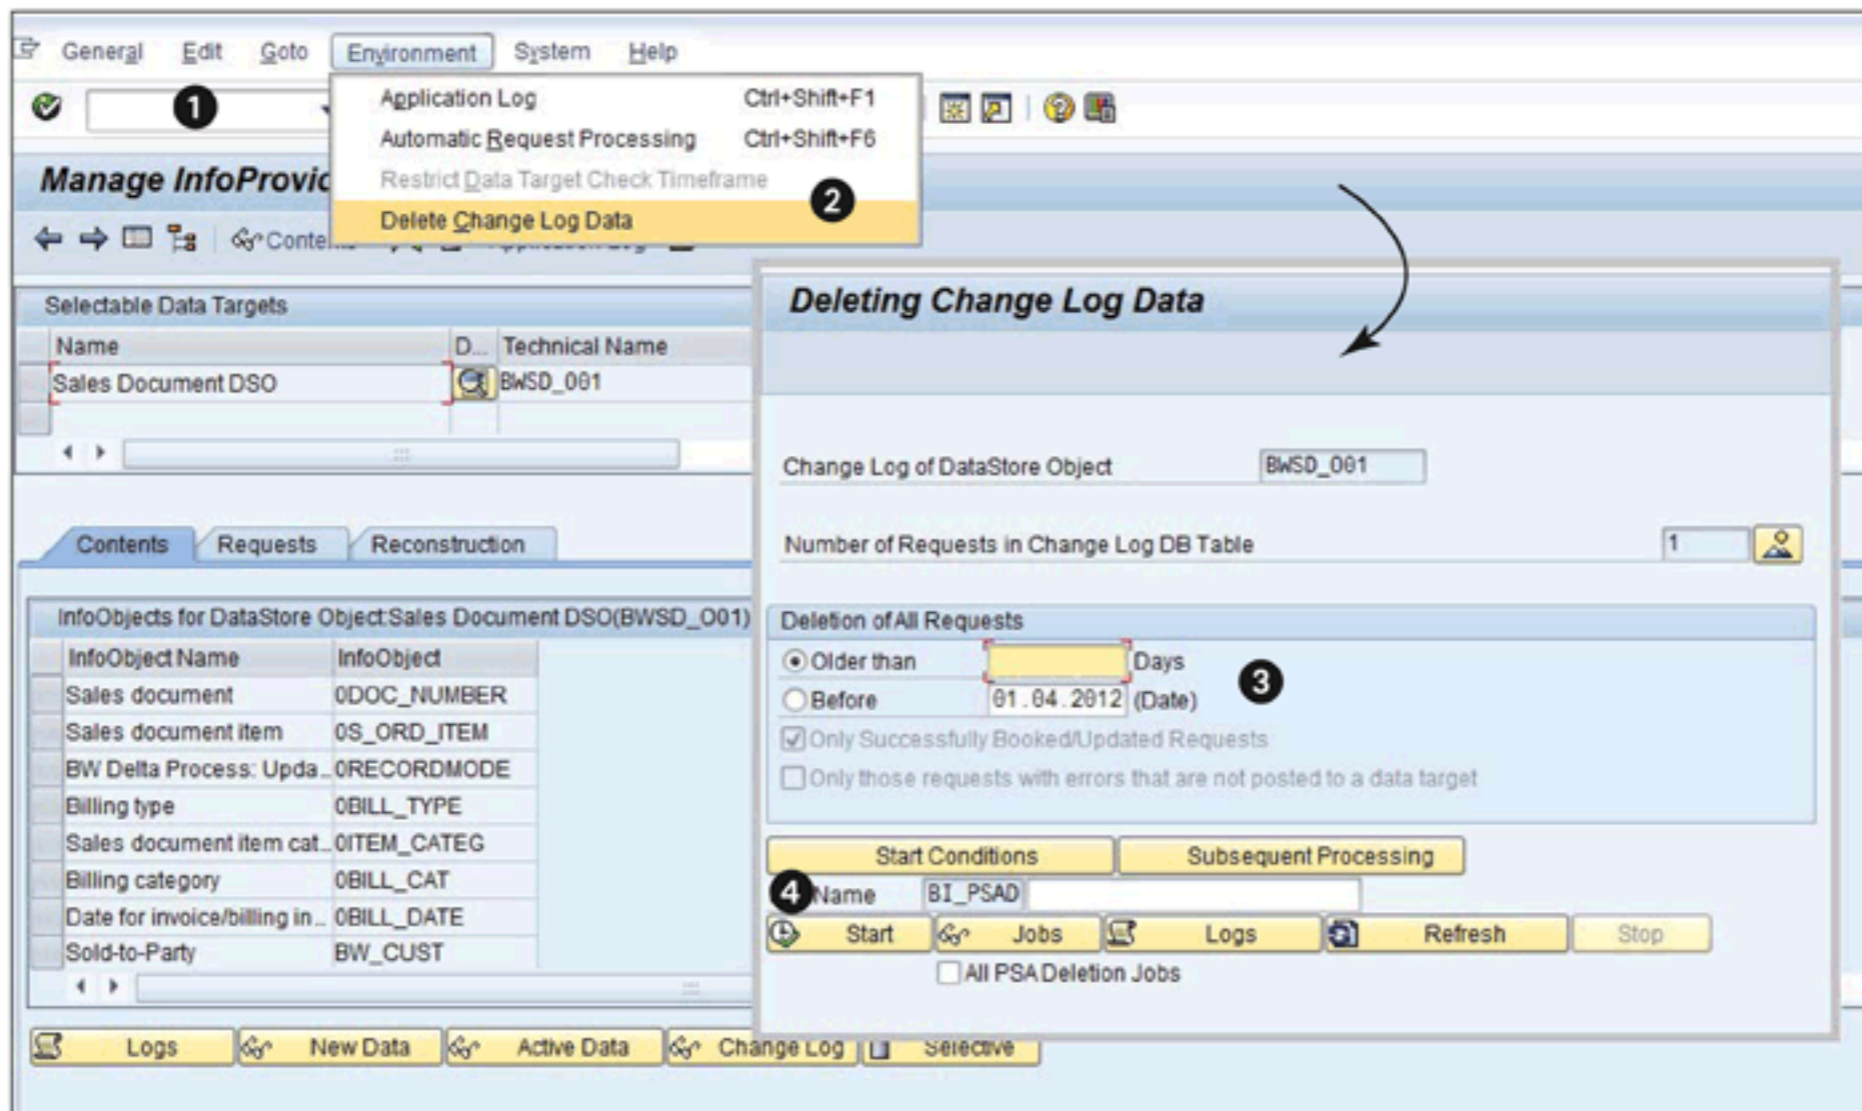 General Edit Goto Environment System Help
1
Application Log Ctrl+Shift+F1
Automatic Request Processing Ctrl+Shift+F6
Restrict Data Target Check Timeframe
2
Delete Change Log Data
Manage InfoProvid
Conte
Selectable Data Targets
Name D... Technical Name
Sales Document DSO BWSD_O01
Contents Requests Reconstruction
InfoObjects for DataStore Object:Sales Document DSO(BWSD_O01)
InfoObject Name InfoObject
Sales document 0DOC_NUMBER
Sales document item 0S_ORD_ITEM
BW Delta Process: Upda... 0RECORDMODE
Billing type 0BILL_TYPE
Sales document item cat... 0ITEM_CATEG
Billing category 0BILL_CAT
Date for invoice/billing in... 0BILL_DATE
Sold-to-Party BW_CUST
Logs New Data Active Data Change Log Selective
Deleting Change Log Data
Change Log of DataStore Object BWSD_O01
Number of Requests in Change Log DB Table 1
Deletion of All Requests
Older than Days
3
Before 01.04.2012 (Date)
Only Successfully Booked/Updated Requests
Only those requests with errors that are not posted to a data target
Start Conditions Subsequent Processing
4 Name BI_PSAD
Start Jobs Logs Refresh Stop
All PSA Deletion Jobs